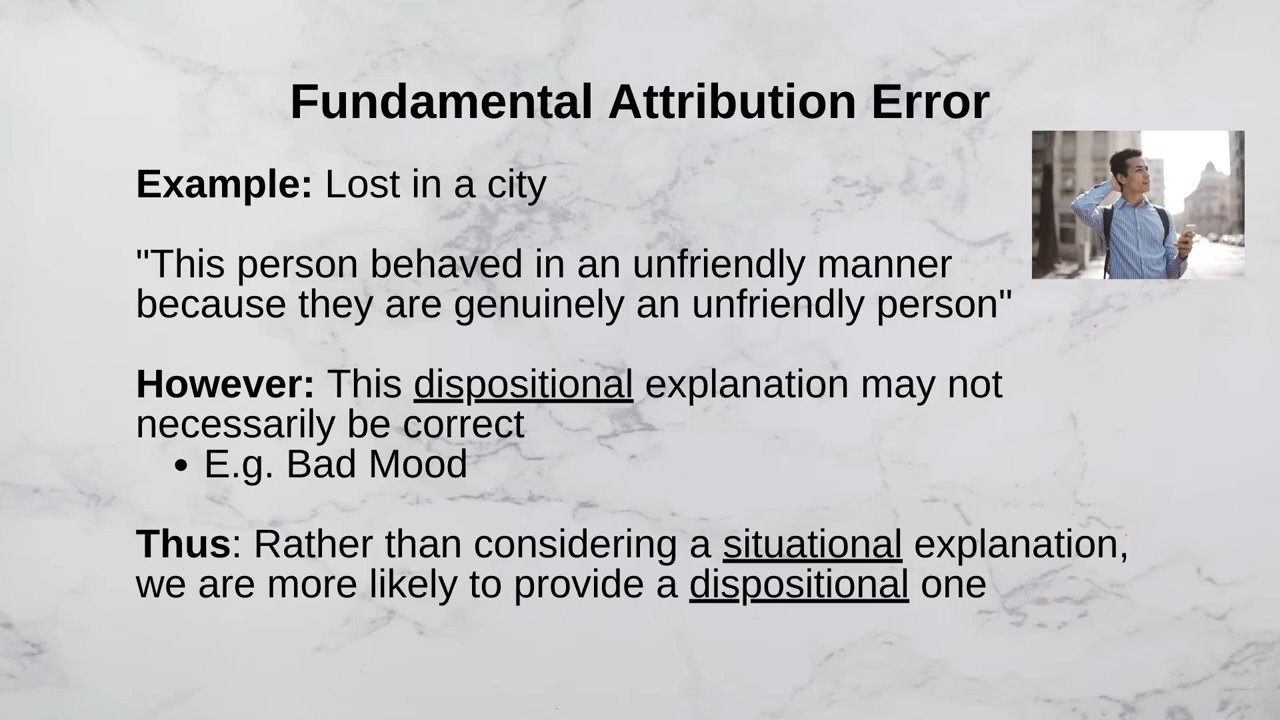 Fundamental Attribution Error
Example: Lost in a city
"This person behaved in an unfriendly manner
because they are genuinely an unfriendly person"
However: This dispositional explanation may not
necessarily be correct
• E.g. Bad Mood
Thus: Rather than considering a situational explanation,
we are more likely to provide a dispositional one